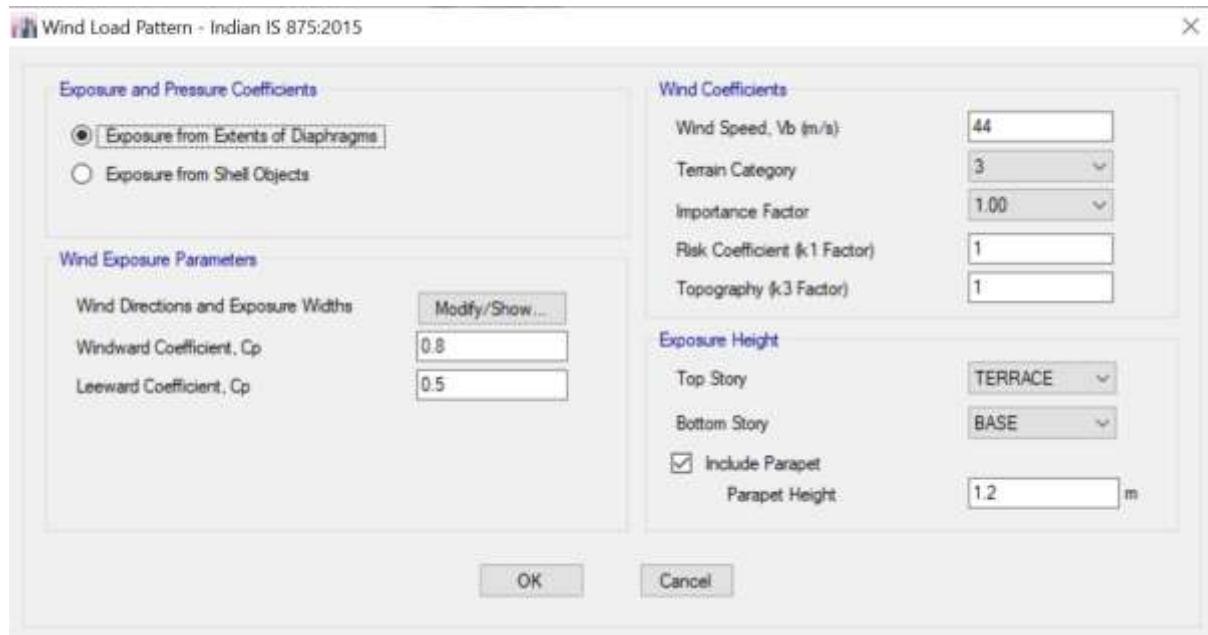 Wind Load Pattern - Indian IS 875:2015
Exposure and Pressure Coefficients
Exposure from Extents of Diaphragms
Exposure from Shell Objects
Wind Exposure Parameters
Wind Directions and Exposure Widths Modify/Show...
Windward Coefficient, Cp 0.8
Leeward Coefficient, Cp 0.5
Wind Coefficients
Wind Speed, Vb (m/s) 44
Terrain Category 3
Importance Factor 1.00
Risk Coefficient (k1 Factor) 1
Topography (k3 Factor) 1
Exposure Height
Top Story TERRACE
Bottom Story BASE
Include Parapet
Parapet Height 1.2 m
OK Cancel